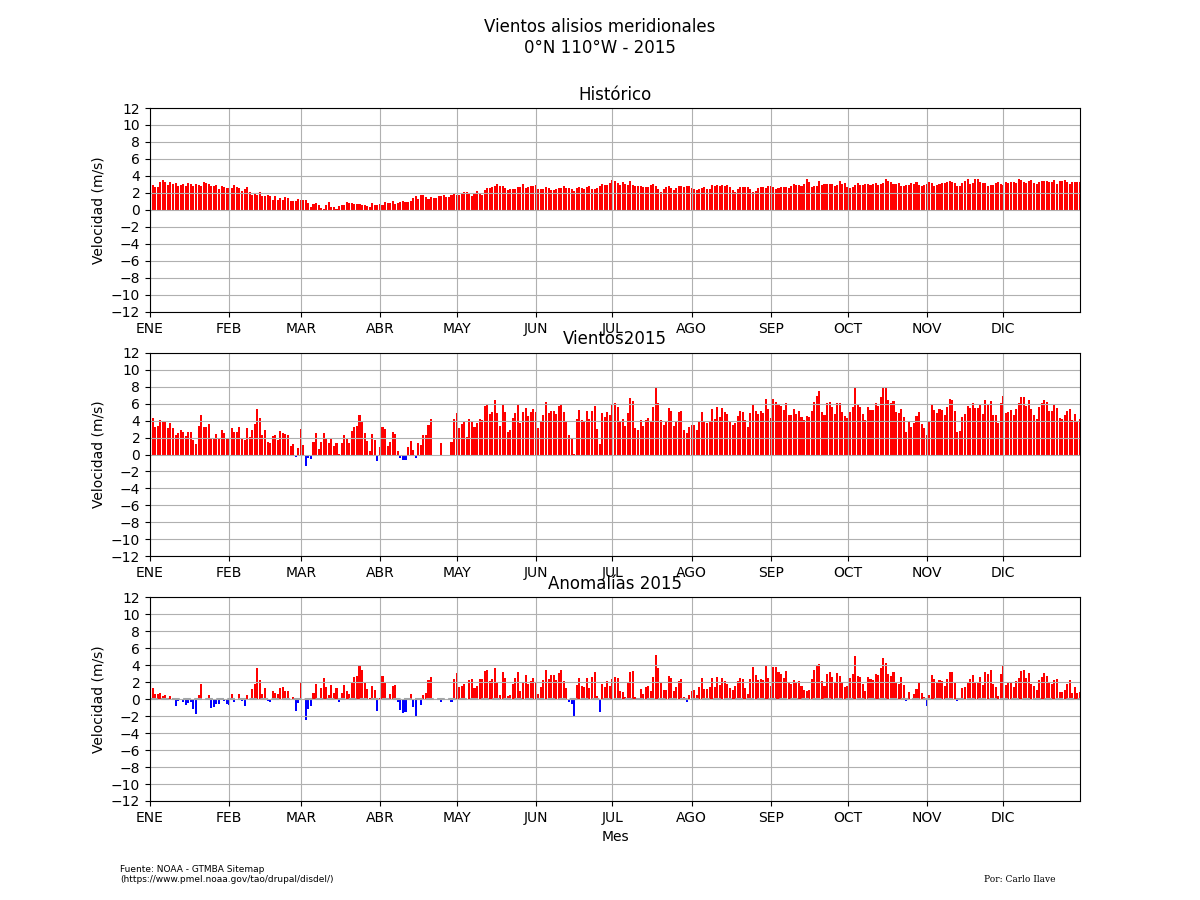 Vientos alisios meridionales
0°N 110°W - 2015
Histórico
12
10
8
6
4
2
0
−2
−4
−6
−8
−10
−12
Velocidad (m/s)
ENE FEB MAR ABR MAY JUN JUL AGO SEP OCT NOV DIC
Vientos2015
12
10
8
6
4
2
0
−2
−4
−6
−8
−10
−12
Velocidad (m/s)
ENE FEB MAR ABR MAY JUN JUL AGO SEP OCT NOV DIC
Anomalías 2015
12
10
8
6
4
2
0
−2
−4
−6
−8
−10
−12
Velocidad (m/s)
ENE FEB MAR ABR MAY JUN JUL AGO SEP OCT NOV DIC
Mes
Fuente: NOAA - GTMBA Sitemap
(https://www.pmel.noaa.gov/tao/drupal/disdel/)
Por: Carlo Ilave